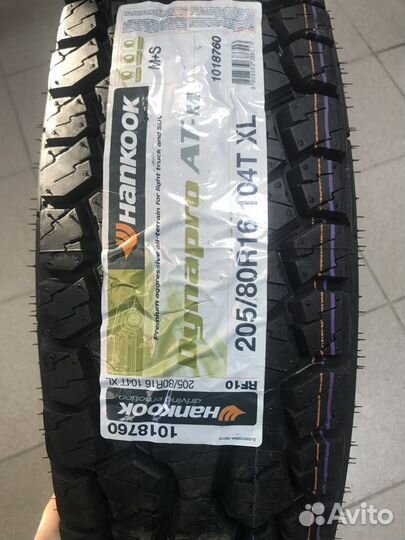 HANKOOK
driving emotion
1018760
205/80R16 104T XL
RF10
HANKOOK
Premium aggressive all-terrain for light truck and SUV
Dynapro AT-
205/80R16 104T XL
M+S
1018760
Avito